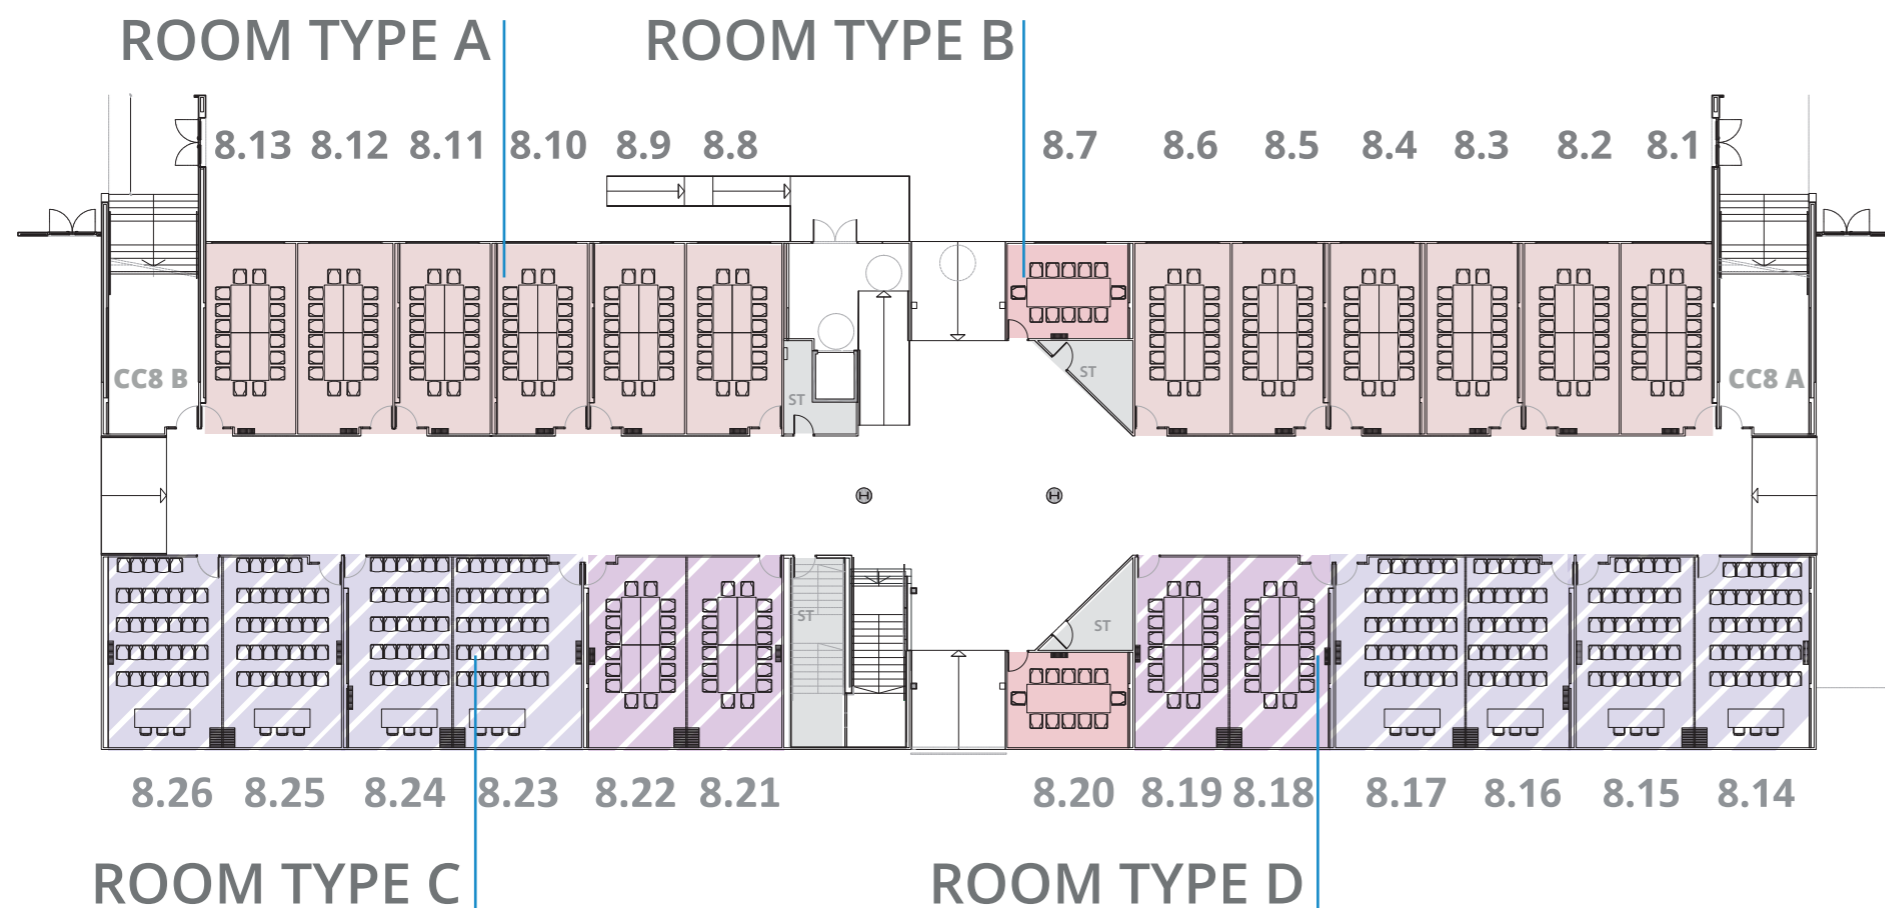 ROOM TYPE A ROOM TYPE B
8.13 8.12 8.11 8.10 8.9 8.8 8.7 8.6 8.5 8.4 8.3 8.2 8.1
ST
CC8 B CC8 A
ST
ST
ST
8.26 8.25 8.24 8.23 8.22 8.21 8.20 8.19 8.18 8.17 8.16 8.15 8.14
ROOM TYPE C ROOM TYPE D